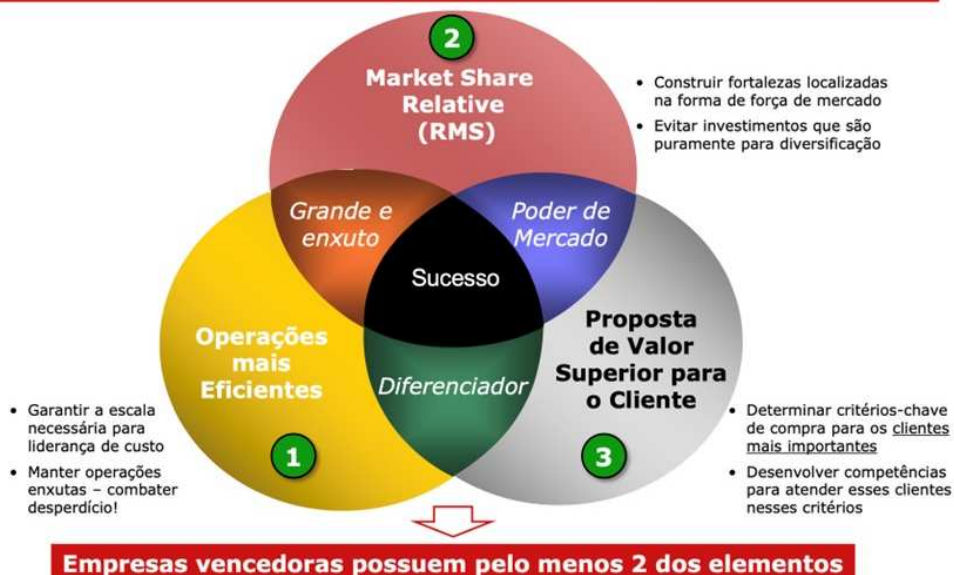 2
Market Share
Relative
(RMS)
• Construir fortalezas localizadas
na forma de força de mercado
• Evitar investimentos que são
puramente para diversificação
Grande e
enxuto
Poder de
Mercado
Sucesso
Operações
mais
Eficientes
Diferenciador
Proposta
de Valor
Superior para
o Cliente
• Garantir a escala
necessária para
liderança de custo
• Manter operações
enxutas – combater
desperdício!
1
3
• Determinar critérios-chave
de compra para os clientes
mais importantes
• Desenvolver competências
para atender esses clientes
nesses critérios
Empresas vencedoras possuem pelo menos 2 dos elementos